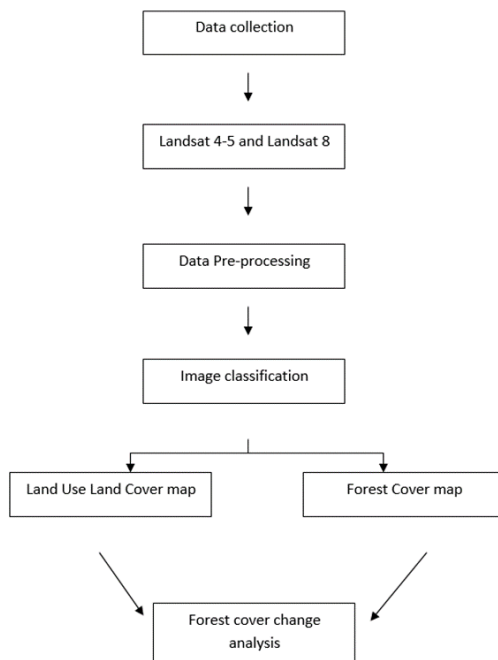 Data collection
Landsat 4-5 and Landsat 8
Data Pre-processing
Image classification
Land Use Land Cover map
Forest Cover map
Forest cover change
analysis